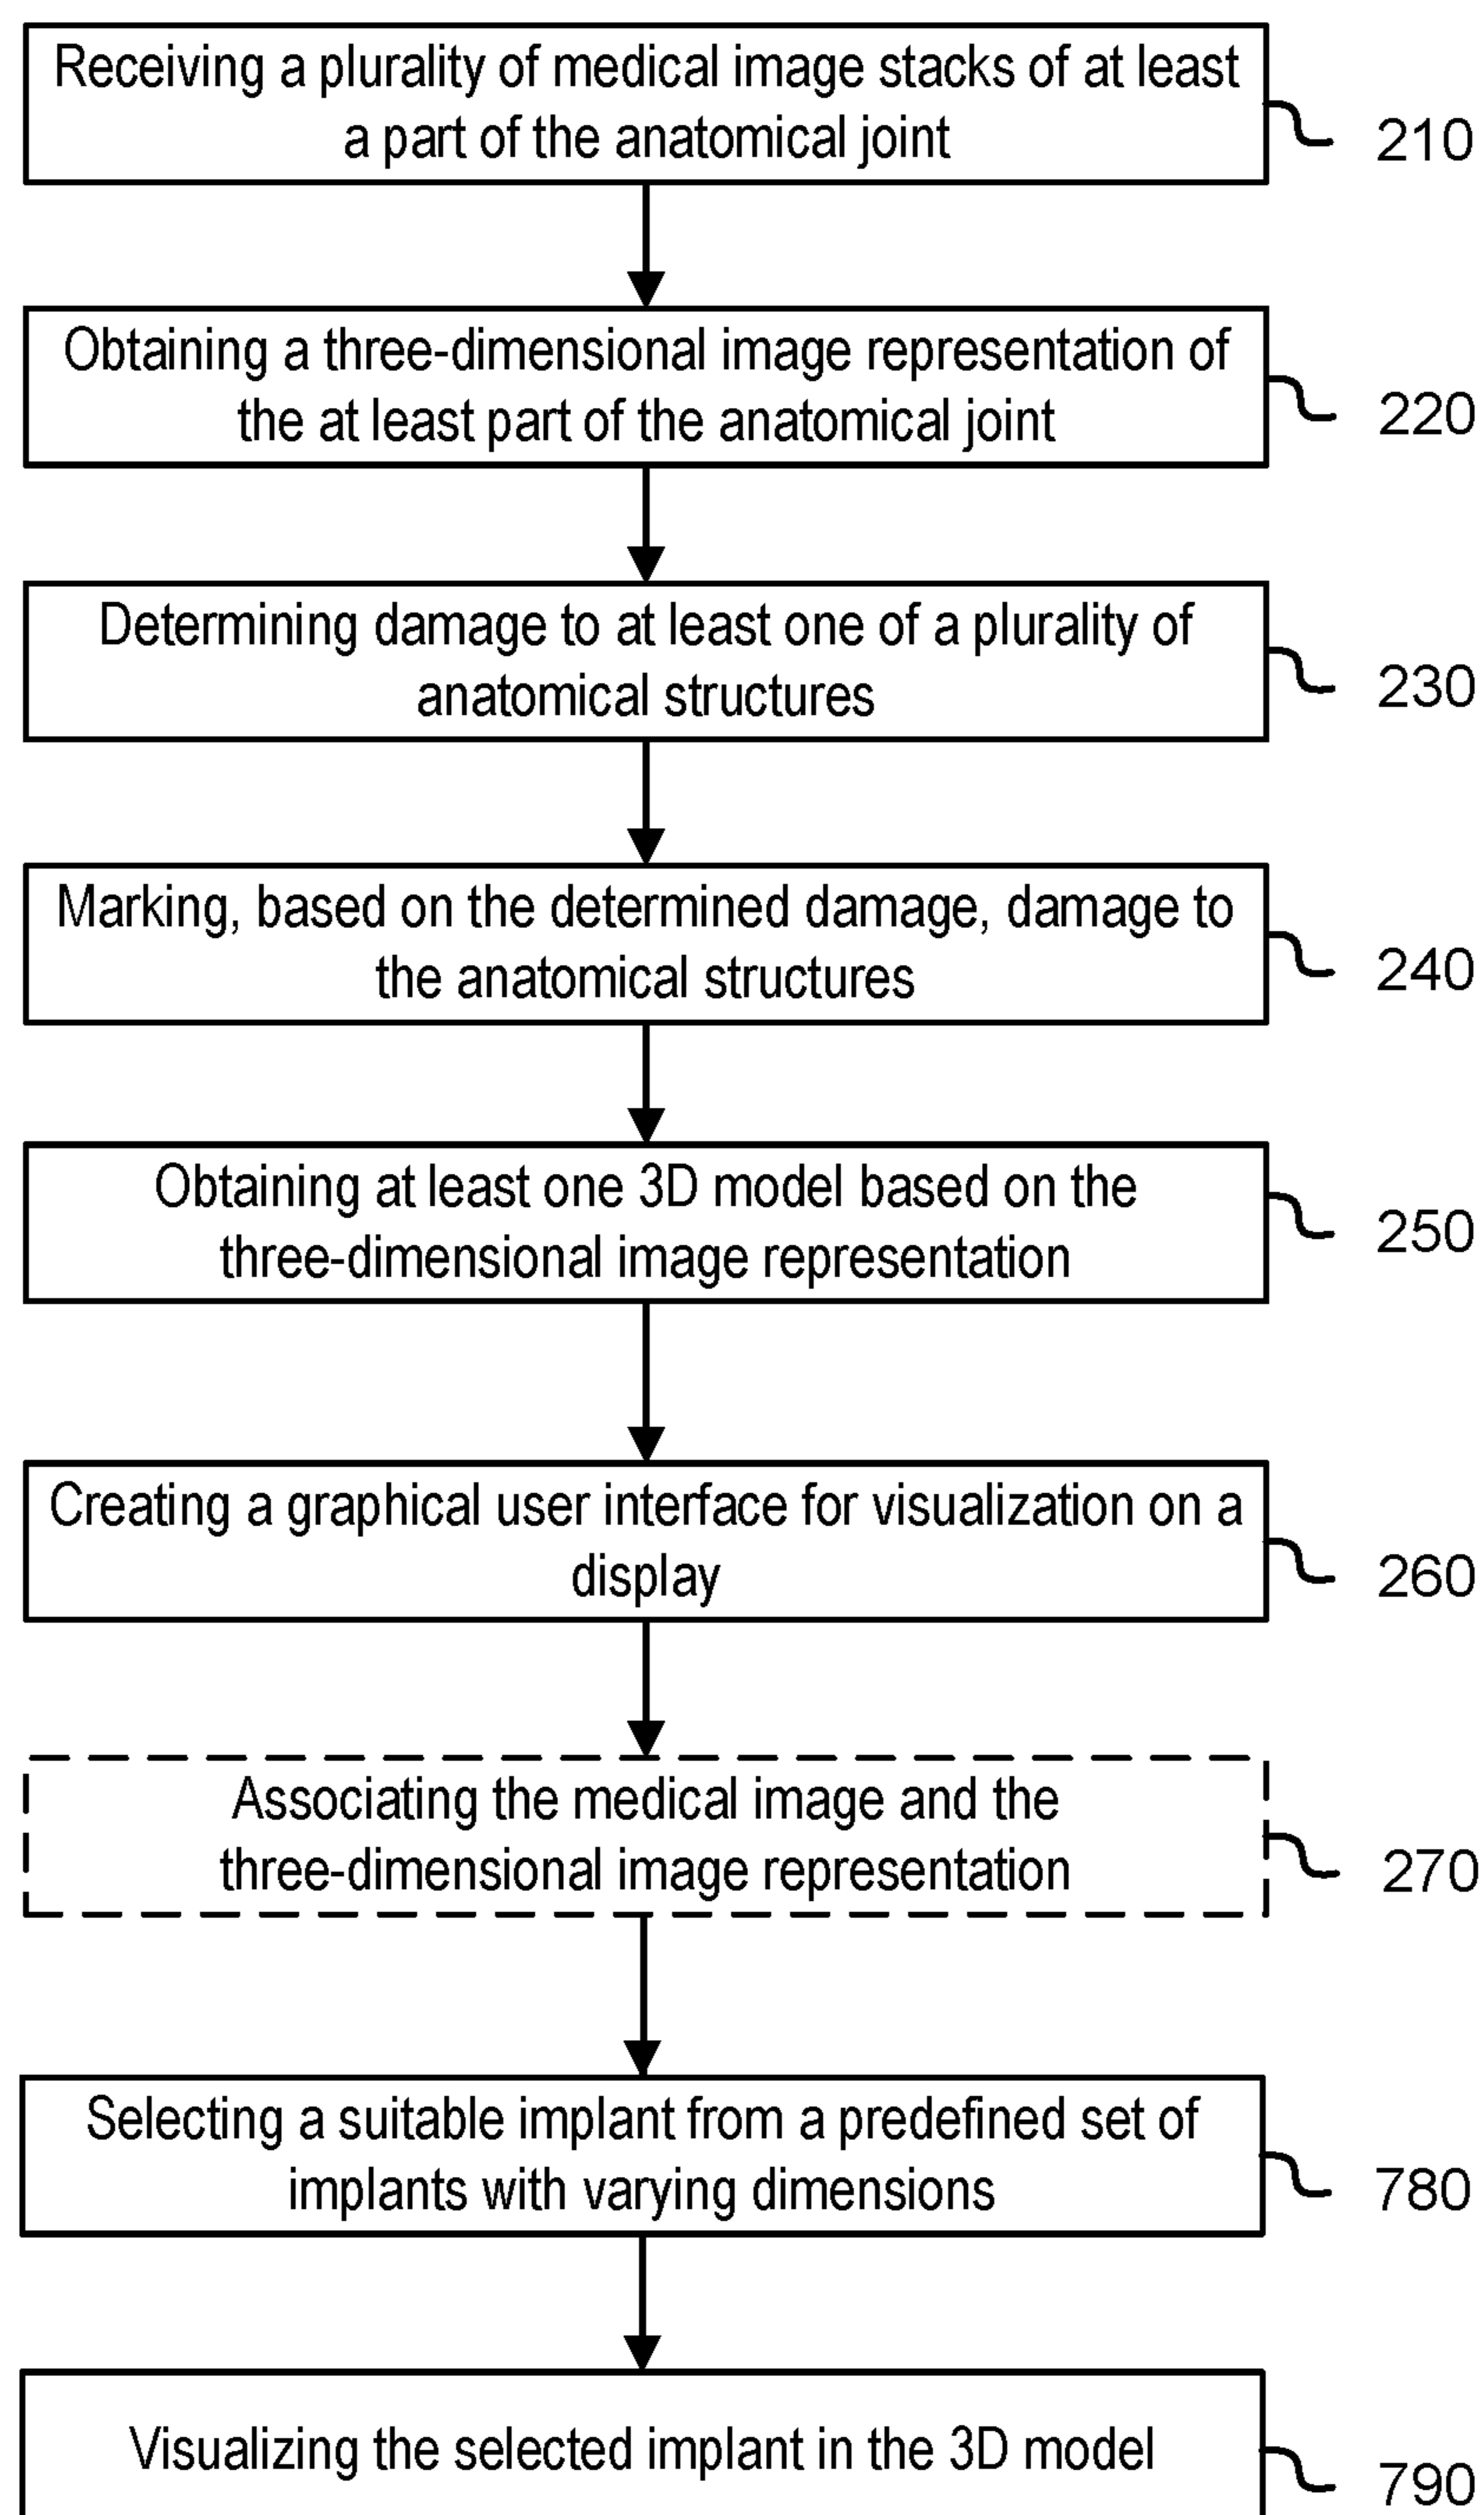 Receiving a plurality of medical image stacks of at least
a part of the anatomical joint
210
Obtaining a three-dimensional image representation of
the at least part of the anatomical joint
220
Determining damage to at least one of a plurality of
anatomical structures
230
Marking, based on the determined damage, damage to
the anatomical structures
240
Obtaining at least one 3D model based on the
three-dimensional image representation
250
Creating a graphical user interface for visualization on a
display
260
Associating the medical image and the
three-dimensional image representation
270
Selecting a suitable implant from a predefined set of
implants with varying dimensions
780
Visualizing the selected implant in the 3D model
790